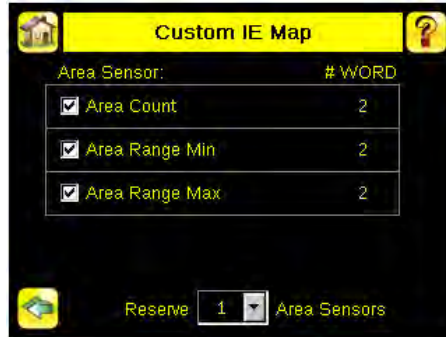 Custom IE Map
?
Area Sensor: # WORD
Area Count 2
Area Range Min 2
Area Range Max 2
Reserve 1 Area Sensors